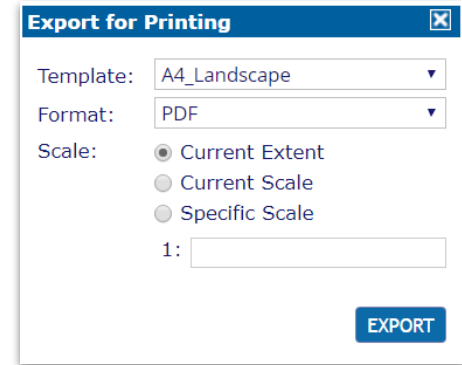 Export for Printing
Template: A4_Landscape
Format: PDF
Scale: Current Extent
Current Scale
Specific Scale
1:
EXPORT